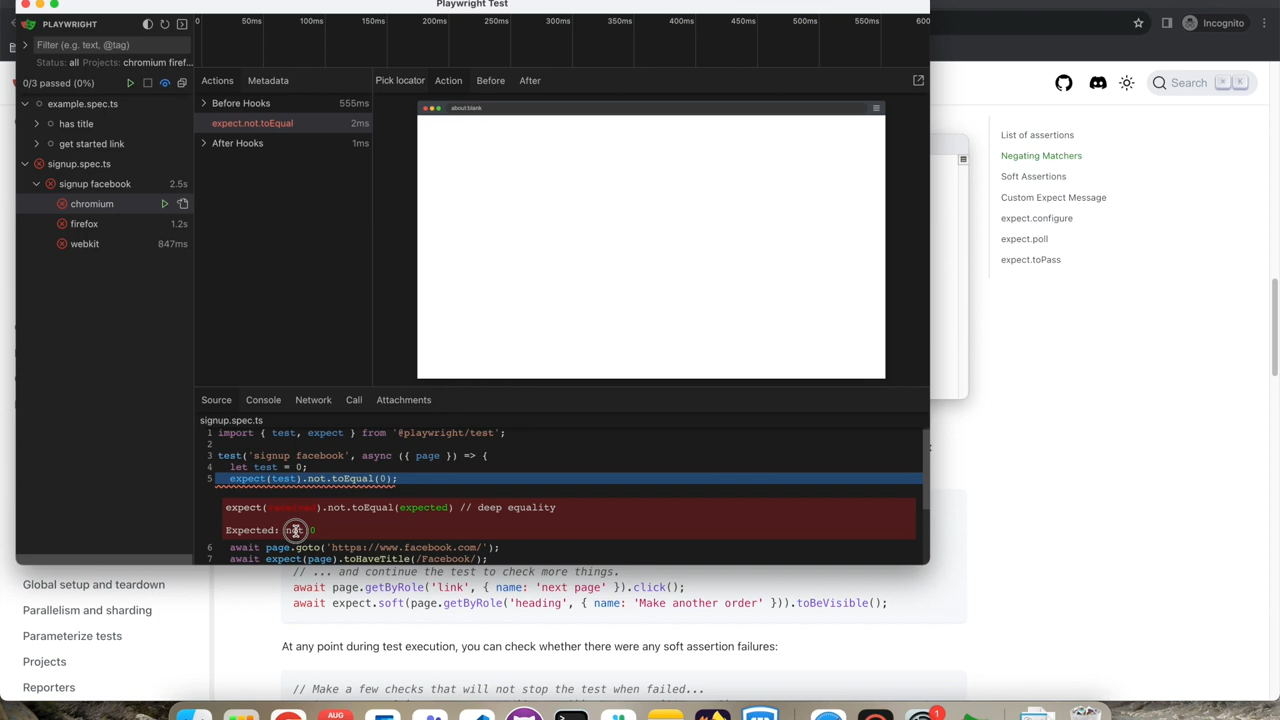 Playwright Test
PLAYWRIGHT
Filter (e.g. text, @tag)
Status: all Projects: chromium firef...
0/3 passed (0%)
example.spec.ts
has title
get started link
signup.spec.ts
signup facebook 2.5s
chromium
firefox 1.2s
webkit 847ms
0 50ms 100ms 150ms 200ms 250ms 300ms 350ms 400ms 450ms 500ms 550ms 600
Actions Metadata
Before Hooks 555ms
expect.not.toEqual 2ms
After Hooks 1ms
Pick locator Action Before After
about:blank
Source Console Network Call Attachments
signup.spec.ts
1 import { test, expect } from '@playwright/test';
2
3 test('signup facebook', async ({ page }) => {
4 let test = 0;
5 expect(test).not.toEqual(0);
expect(received).not.toEqual(expected) // deep equality
Expected: not 0
6 await page.goto('https://www.facebook.com/');
7 await expect(page).toHaveTitle(/Facebook/);
Incognito
Search ⌘ K
List of assertions
Negating Matchers
Soft Assertions
Custom Expect Message
expect.configure
expect.poll
expect.toPass
Global setup and teardown
Parallelism and sharding
Parameterize tests
Projects
Reporters
// ... and continue the test to check more things.
await page.getByRole('link', { name: 'next page' }).click();
await expect.soft(page.getByRole('heading', { name: 'Make another order' })).toBeVisible();
At any point during test execution, you can check whether there were any soft assertion failures:
// Make a few checks that will not stop the test when failed...
AUG
1